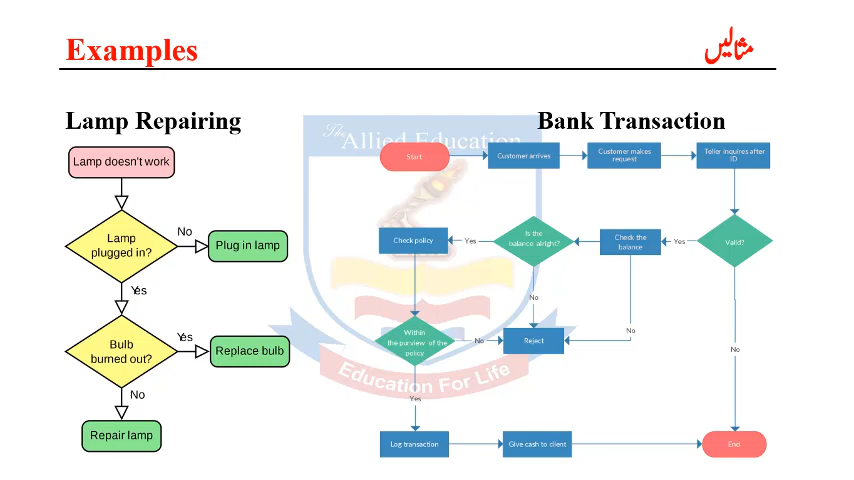 Examples
مثالیں
Lamp Repairing
Lamp doesn't work
Lamp
plugged in?
No
Plug in lamp
Yes
Bulb
burned out?
Yes
Replace bulb
No
Repair lamp
The
Allied Education
Education For Life
Bank Transaction
Start
Customer arrives
Customer makes
request
Teller inquires after
ID
Valid?
Yes
Check the
balance
Is the
balance alright?
Yes
Check policy
No
No
No
Within
the purview of the
policy
No
Reject
Yes
Log transaction
Give cash to client
End